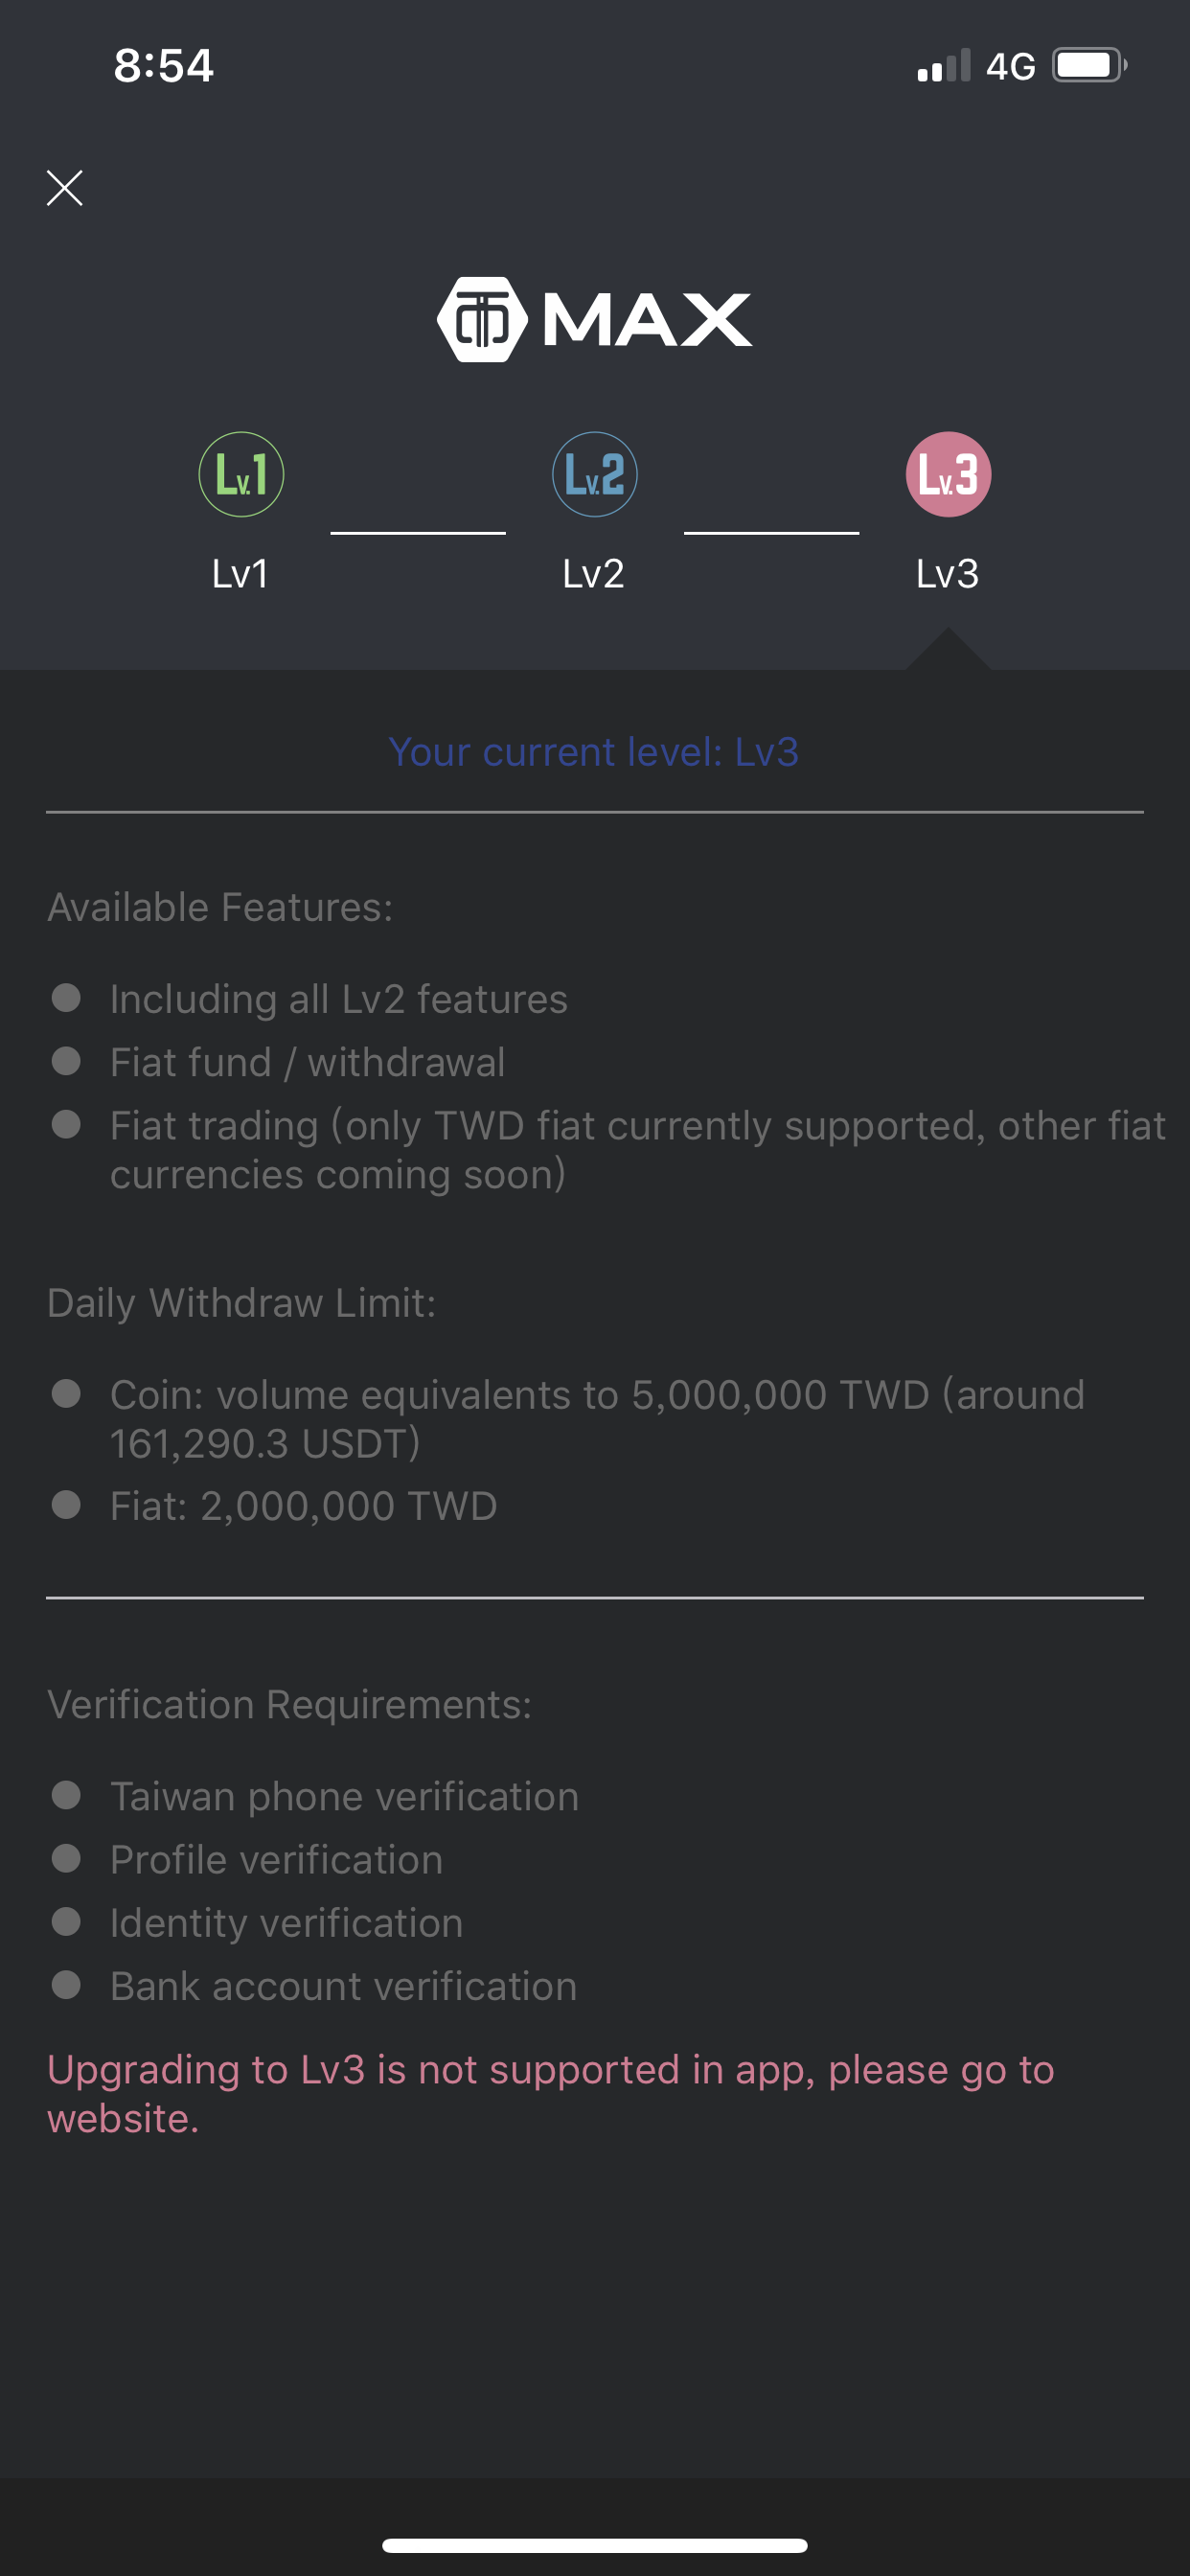 8:54
4G
MAX
Lv.1
Lv.2
Lv.3
Lv1
Lv2
Lv3
Your current level: Lv3
Available Features:
Including all Lv2 features
Fiat fund / withdrawal
Fiat trading (only TWD fiat currently supported, other fiat
currencies coming soon)
Daily Withdraw Limit:
Coin: volume equivalents to 5,000,000 TWD (around
161,290.3 USDT)
Fiat: 2,000,000 TWD
Verification Requirements:
Taiwan phone verification
Profile verification
Identity verification
Bank account verification
Upgrading to Lv3 is not supported in app, please go to
website.